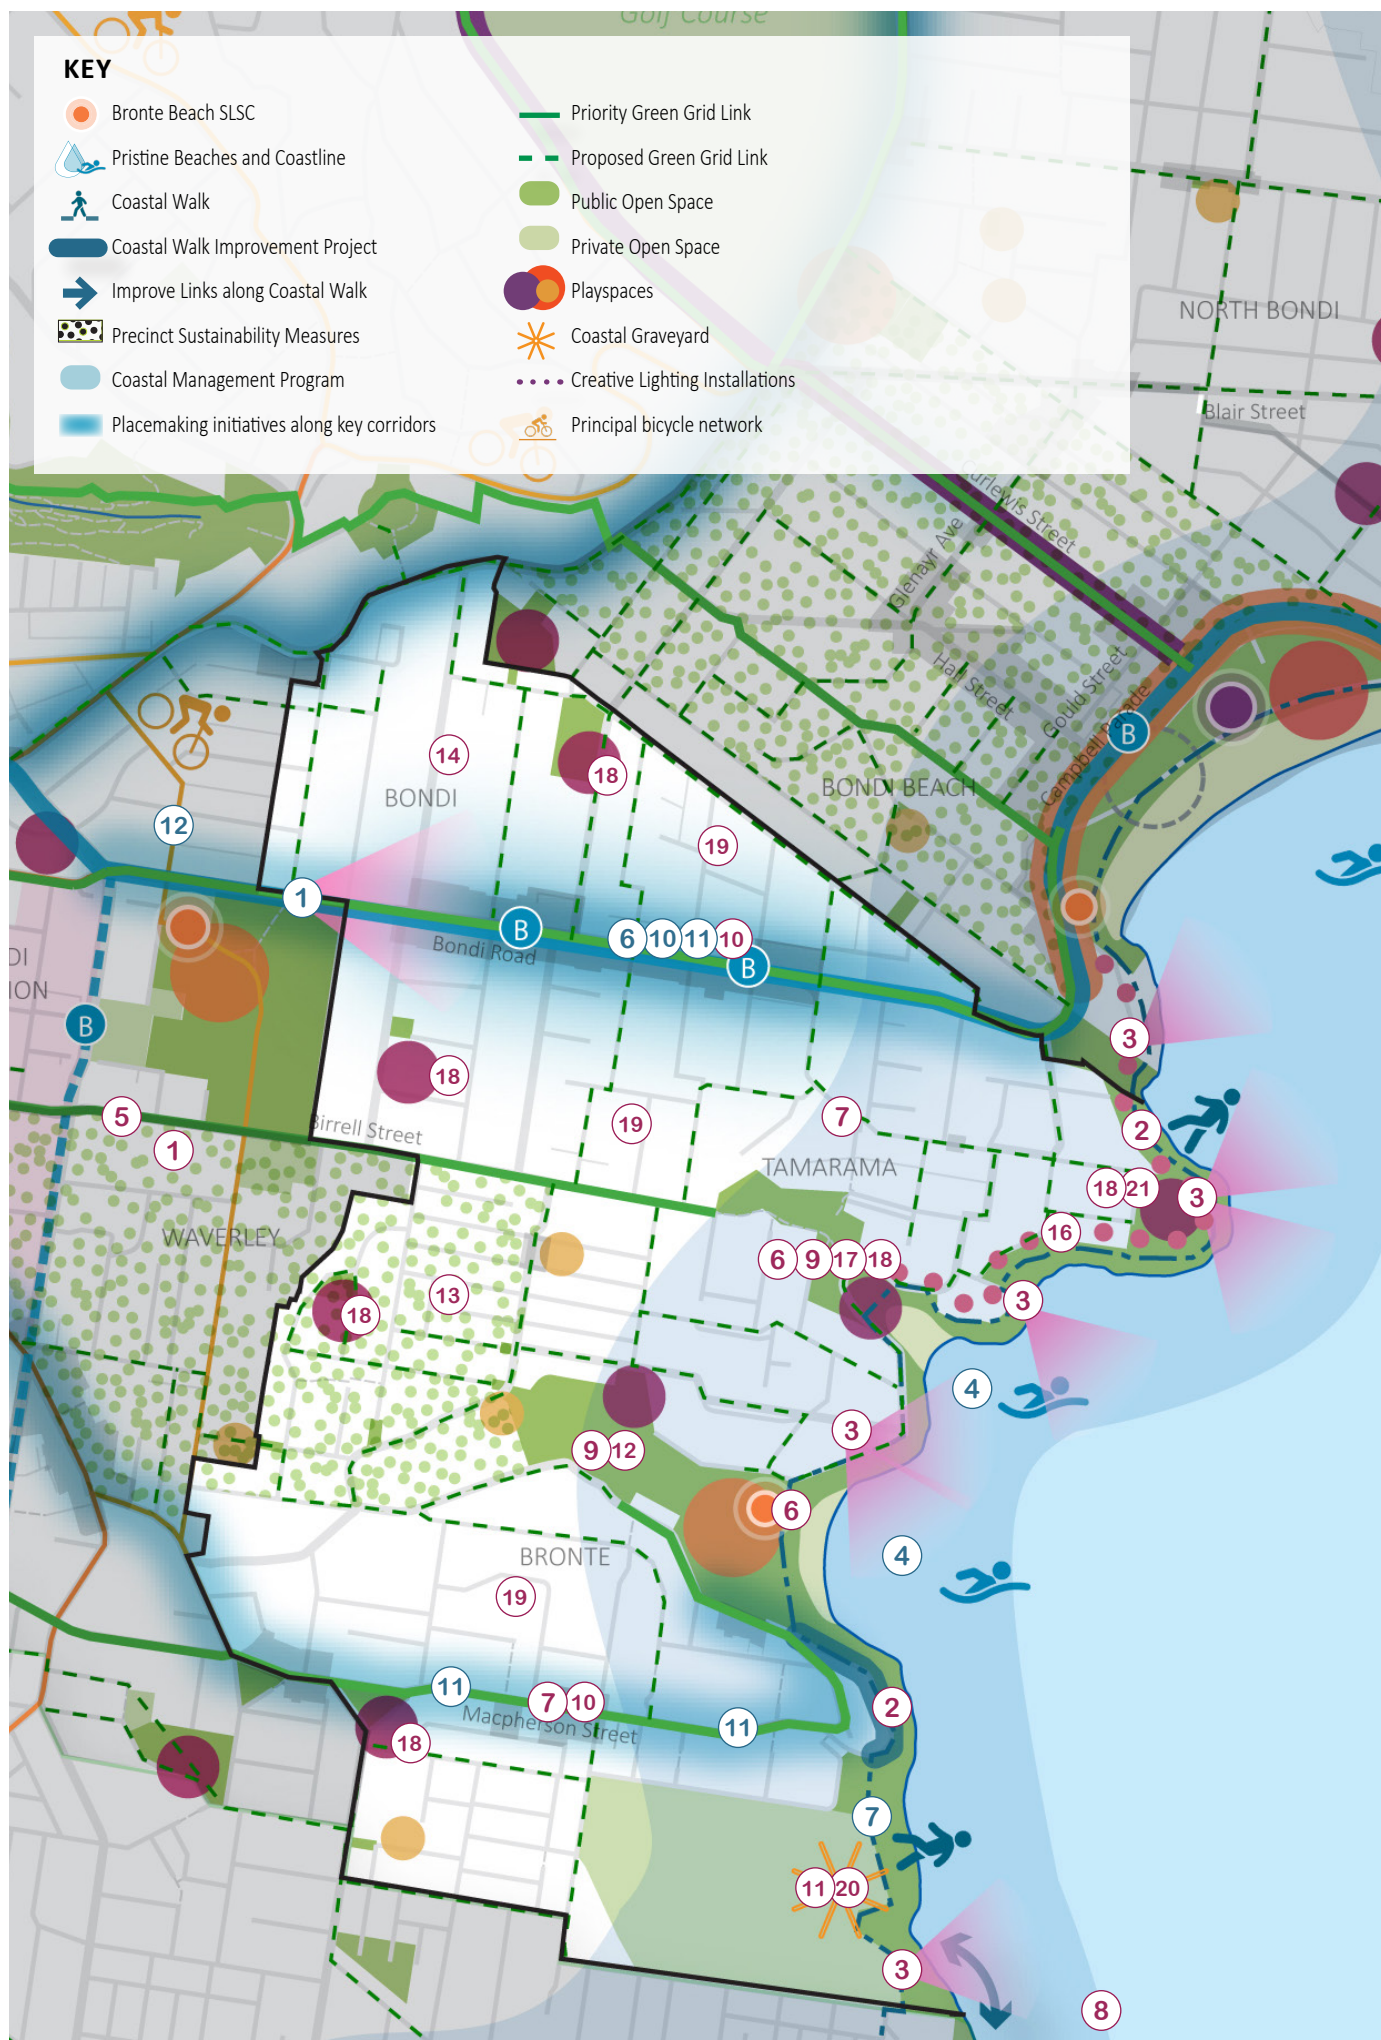 Golf Course
KEY
Bronte Beach SLSC
Pristine Beaches and Coastline
Coastal Walk
Coastal Walk Improvement Project
Improve Links along Coastal Walk
Precinct Sustainability Measures
Coastal Management Program
Placemaking initiatives along key corridors
Priority Green Grid Link
Proposed Green Grid Link
Public Open Space
Private Open Space
Playspaces
Coastal Graveyard
Creative Lighting Installations
Principal bicycle network
NORTH BONDI
Blair Street
Curlewis Street
Glenayr Ave
Hall Street
Gould Street
Campbell Parade
B
14
BONDI
18
BONDI BEACH
12
19
1
B
6 10 11 10
B
Bondi Road
DI
ION
B
3
18
5
1
Birrell Street
19
7
2
TAMARAMA
18 21
3
WAVERLEY
16
6 9 17 18
13
18
3
4
3
9 12
6
BRONTE
4
19
11
7 10
2
Macpherson Street
11
18
7
11 20
3
8